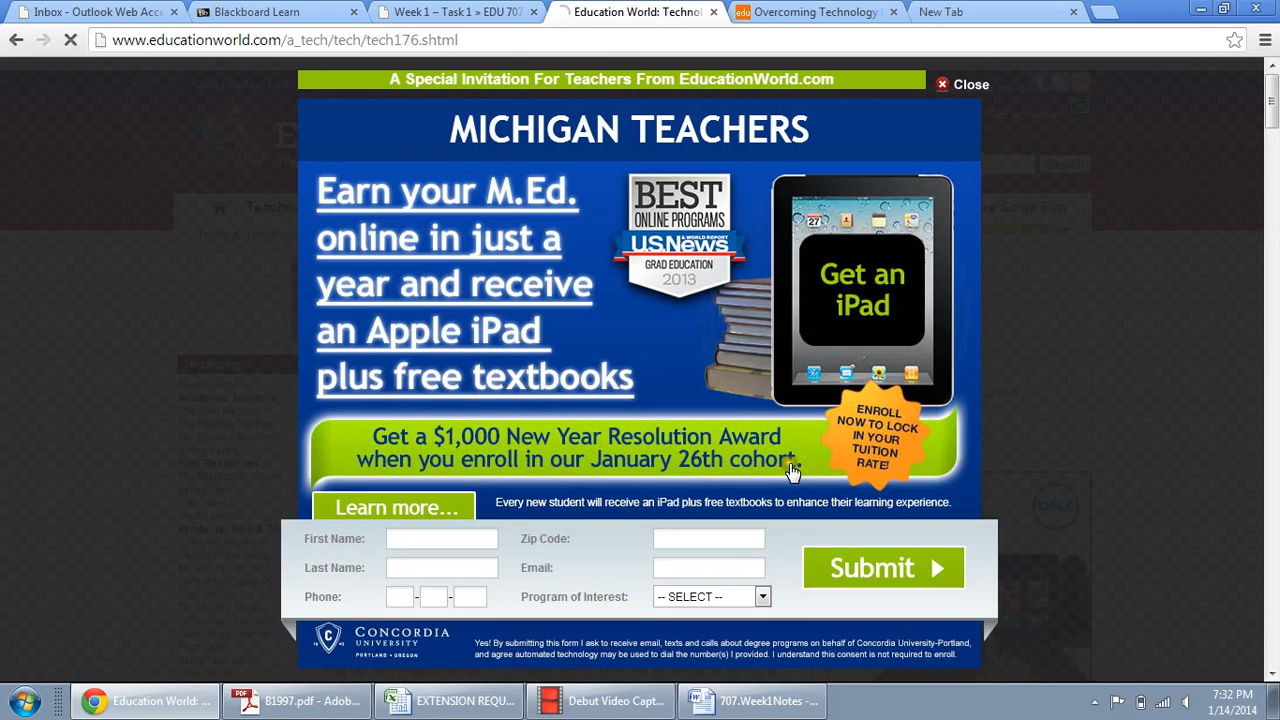 Inbox - Outlook Web Acce
Blackboard Learn
Week 1 – Task 1 » EDU 707
Education World: Technol
Overcoming Technology
New Tab
www.educationworld.com/a_tech/tech/tech176.shtml
A Special Invitation For Teachers From EducationWorld.com
Close
MICHIGAN TEACHERS
Earn your M.Ed.
online in just a
year and receive
an Apple iPad
plus free textbooks
BEST
ONLINE PROGRAMS
U.S.News
& WORLD REPORT
GRAD EDUCATION
2013
27
Get an
iPad
Get a $1,000 New Year Resolution Award
when you enroll in our January 26th cohort.
ENROLL
NOW TO LOCK
IN YOUR
TUITION
RATE!
Learn more...
Every new student will receive an iPad plus free textbooks to enhance their learning experience.
First Name:
Zip Code:
Last Name:
Email:
Phone:
- -
Program of Interest:
-- SELECT --
Submit
CONCORDIA
UNIVERSITY
PORTLAND • OREGON
Yes! By submitting this form I ask to receive email, texts and calls about degree programs on behalf of Concordia University-Portland,
and agree automated technology may be used to dial the number(s) I provided. I understand this consent is not required to enroll.
Search
Technology
Academic Subjects
Web Resources
DELL
Education World: ...
B1997.pdf - Adob...
EXTENSION REQU...
Debut Video Capt...
707.Week1Notes -...
7:32 PM
1/14/2014